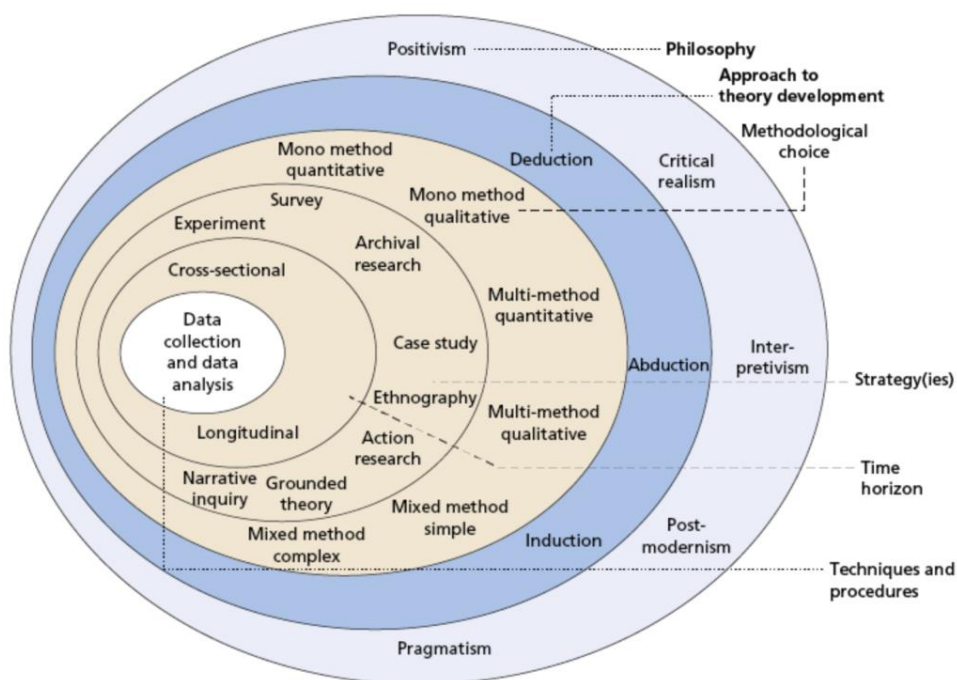 Positivism
Philosophy
Approach to
theory development
Methodological
choice
Deduction
Critical
realism
Mono method
quantitative
Mono method
qualitative
Survey
Experiment
Archival
research
Cross-sectional
Multi-method
quantitative
Data
collection
and data
analysis
Case study
Inter-
pretivism
Abduction
Strategy(ies)
Ethnography
Multi-method
qualitative
Longitudinal
Action
research
Time
horizon
Narrative
inquiry
Grounded
theory
Mixed method
simple
Mixed method
complex
Induction
Post-
modernism
Techniques and
procedures
Pragmatism